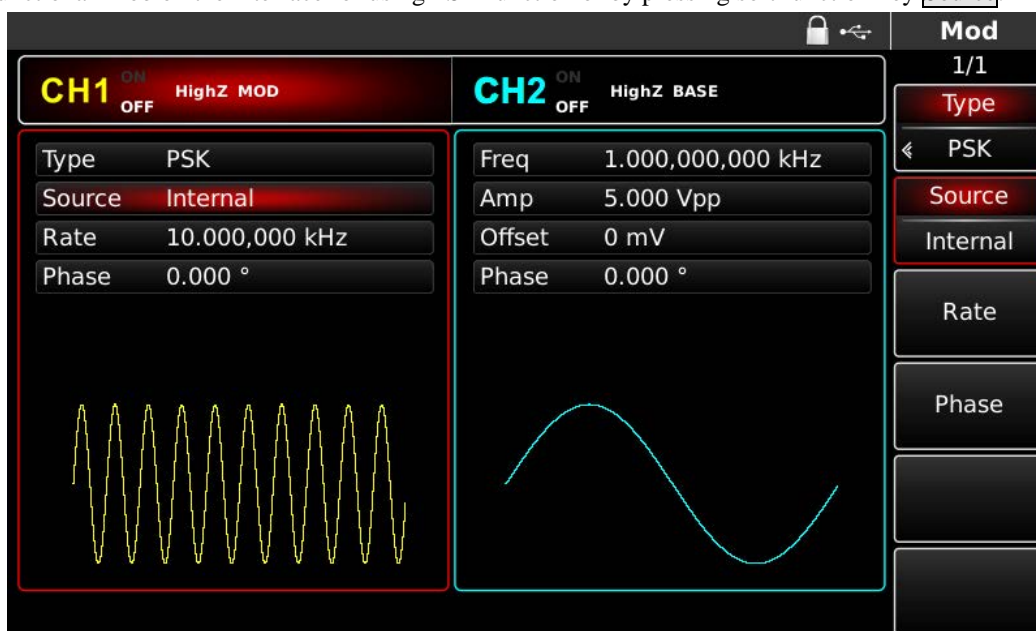 Mod
1/1
CH1 ON OFF HighZ MOD
CH2 ON OFF HighZ BASE
Type
PSK
Type PSK
Source Internal
Rate 10.000,000 kHz
Phase 0.000 °
Freq 1.000,000,000 kHz
Amp 5.000 Vpp
Offset 0 mV
Phase 0.000 °
Source
Internal
Rate
Phase